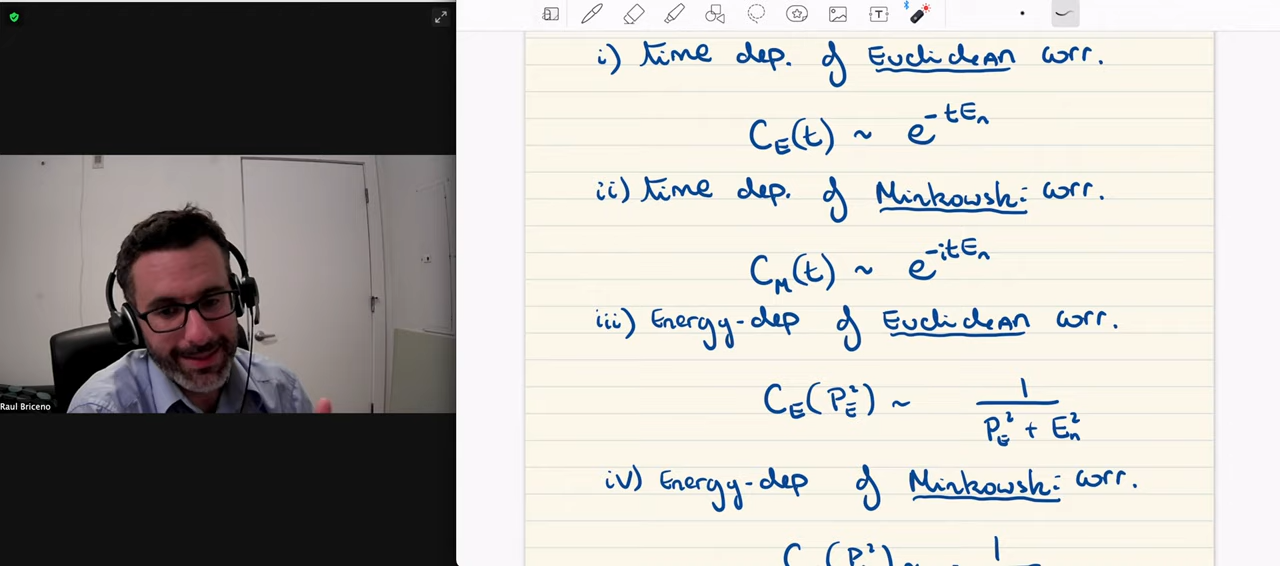 i) time dep. of Euclidean corr.
C_E(t) ~ e^{-tE_n}
ii) time dep. of Minkowski corr.
C_M(t) ~ e^{-itE_n}
iii) Energy-dep of Euclidean corr.
C_E(P_E^2) ~ 1 / (P_E^2 + E_n^2)
iv) Energy-dep of Minkowski corr.
Raul Briceno
T